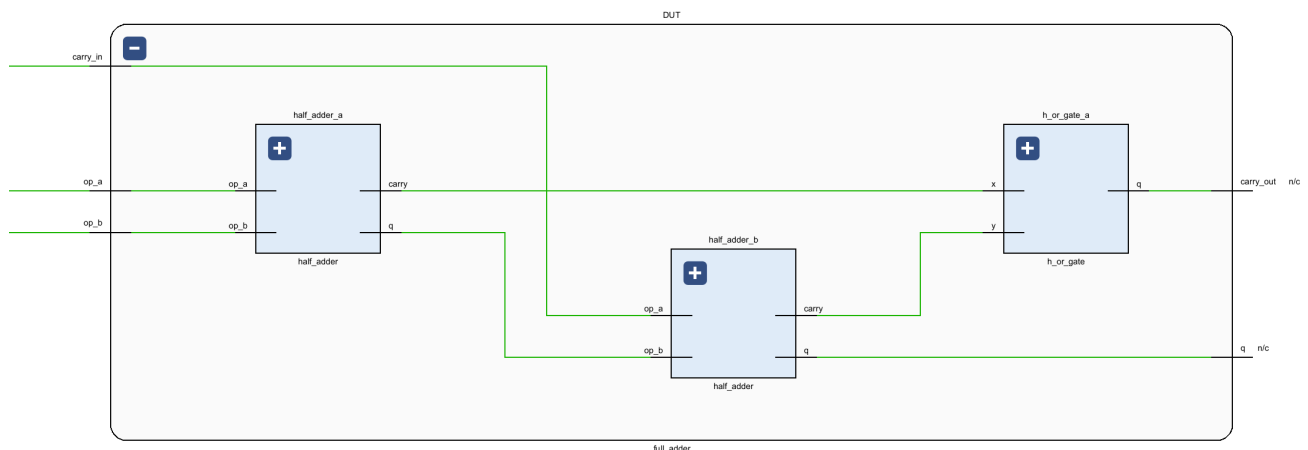 DUT
carry_in
half_adder_a
h_or_gate_a
op_a
op_a
carry
x
q
carry_out n/c
op_b
op_b
q
y
half_adder_b
half_adder
h_or_gate
op_a
carry
op_b
q
q n/c
half_adder
full_adder